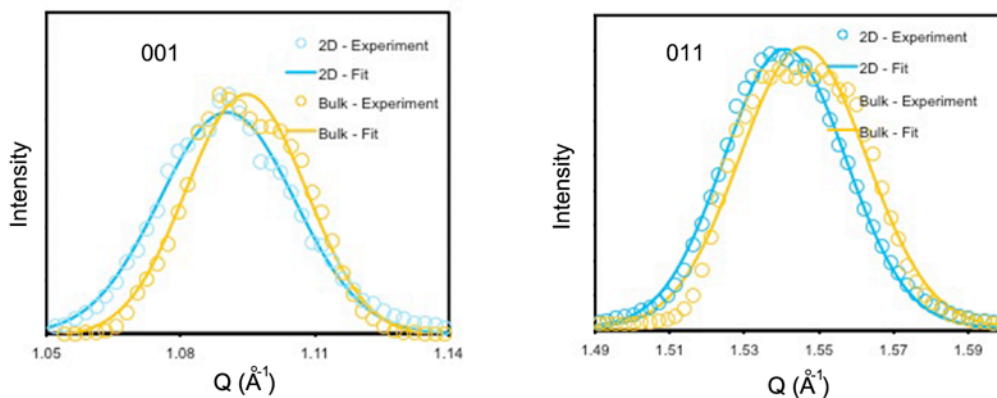 001
2D - Experiment
2D - Fit
Bulk - Experiment
Bulk - Fit
Intensity
1.05
1.08
1.11
1.14
Q (Å-1)
011
2D - Experiment
2D - Fit
Bulk - Experiment
Bulk - Fit
Intensity
1.49
1.51
1.53
1.55
1.57
1.59
Q (Å-1)